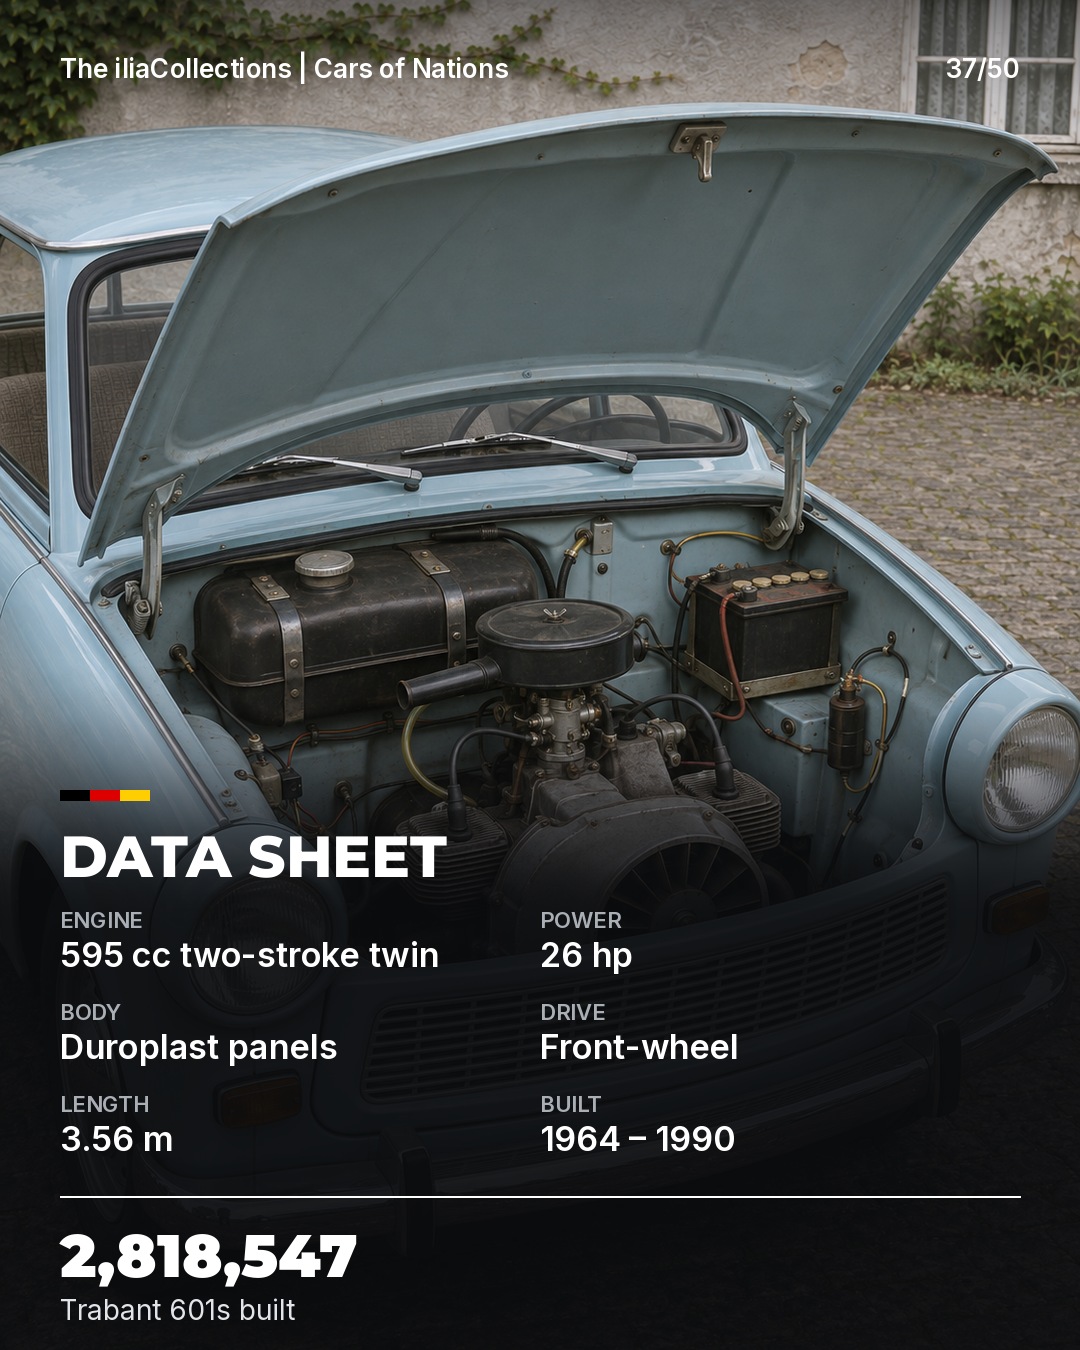 The iliaCollections | Cars of Nations
37/50
DATA SHEET
ENGINE
595 cc two-stroke twin
POWER
26 hp
BODY
Duroplast panels
DRIVE
Front-wheel
LENGTH
3.56 m
BUILT
1964 – 1990
2,818,547
Trabant 601s built